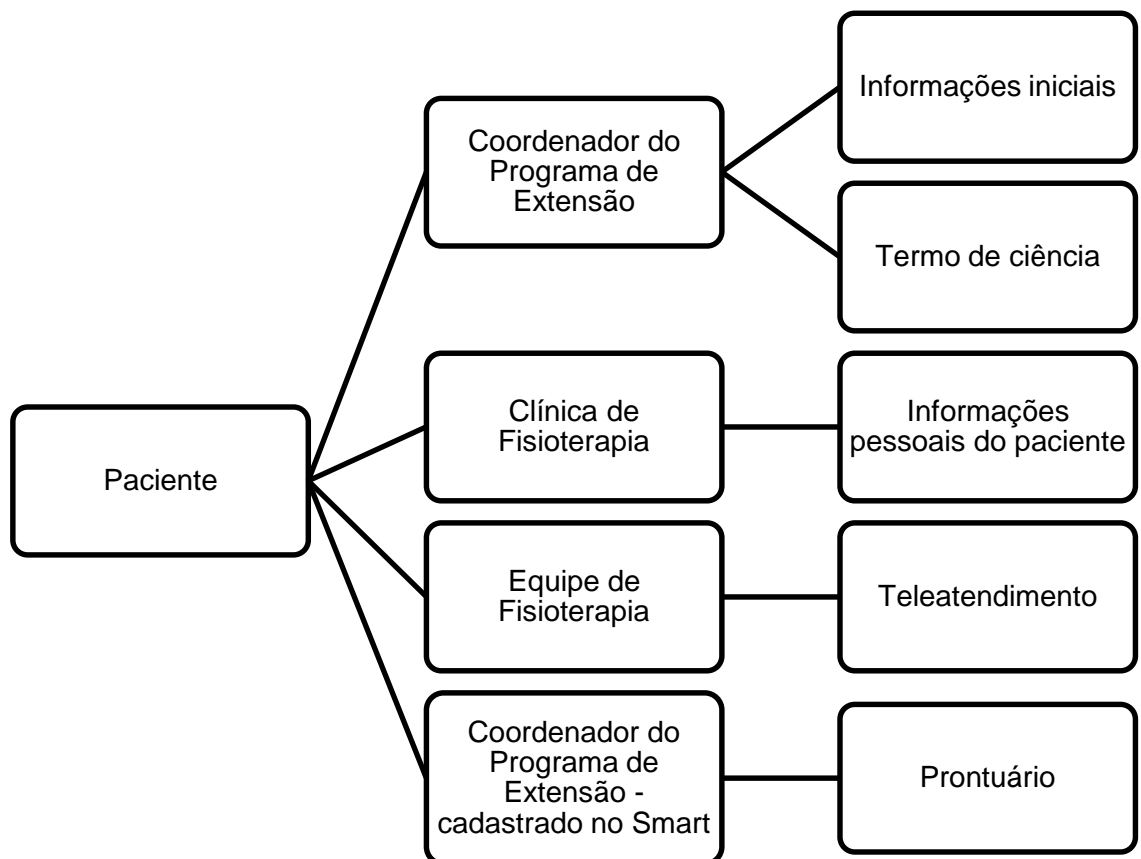 Informações iniciais
Coordenador do
Programa de
Extensão
Termo de ciência
Clínica de
Fisioterapia
Informações
pessoais do paciente
Paciente
Equipe de
Fisioterapia
Teleatendimento
Coordenador do
Programa de
Extensão -
cadastrado no Smart
Prontuário